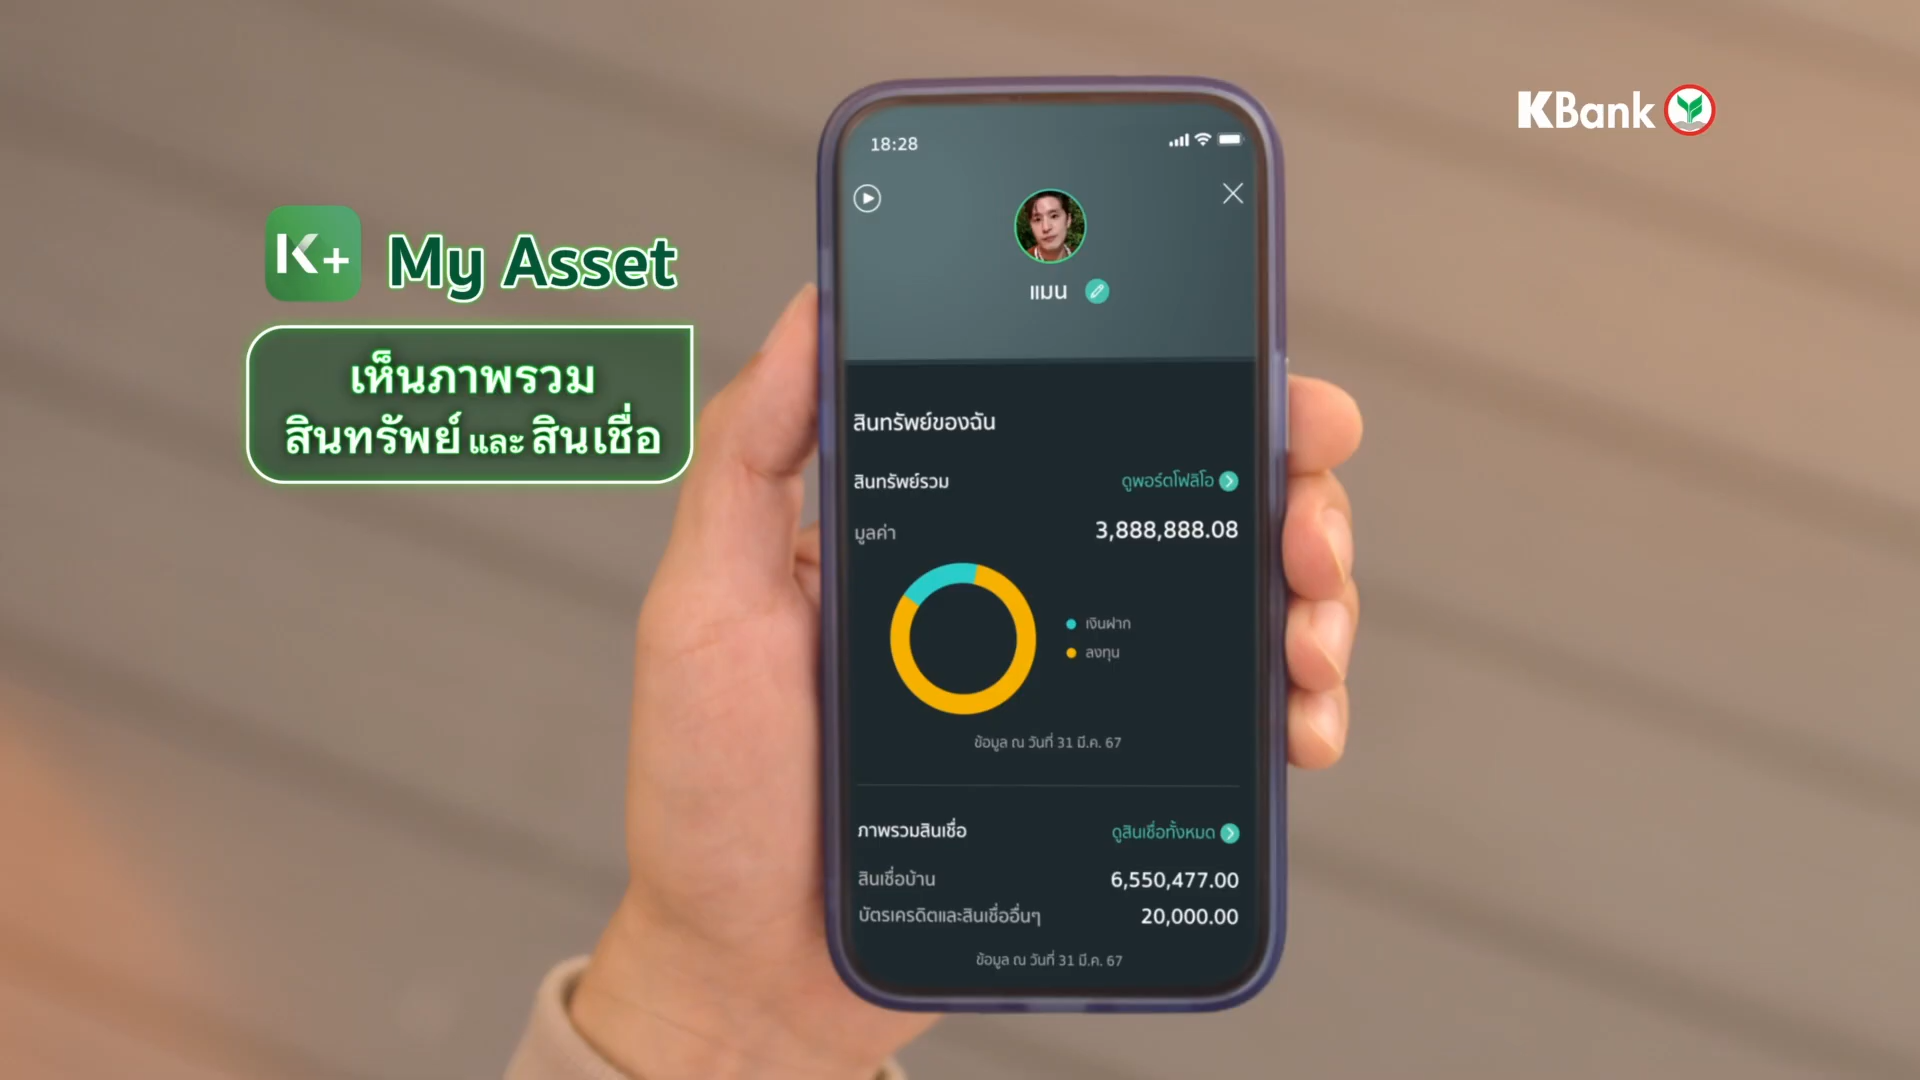 KBank
K+ My Asset
เห็นภาพรวม
สินทรัพย์ และ สินเชื่อ
18:28
แมน
สินทรัพย์ของฉัน
สินทรัพย์รวม ดูพอร์ตโฟลิโอ
มูลค่า 3,888,888.08
เงินฝาก
ลงทุน
ข้อมูล ณ วันที่ 31 มี.ค. 67
ภาพรวมสินเชื่อ ดูสินเชื่อทั้งหมด
สินเชื่อบ้าน 6,550,477.00
บัตรเครดิตและสินเชื่ออื่นๆ 20,000.00
ข้อมูล ณ วันที่ 31 มี.ค. 67